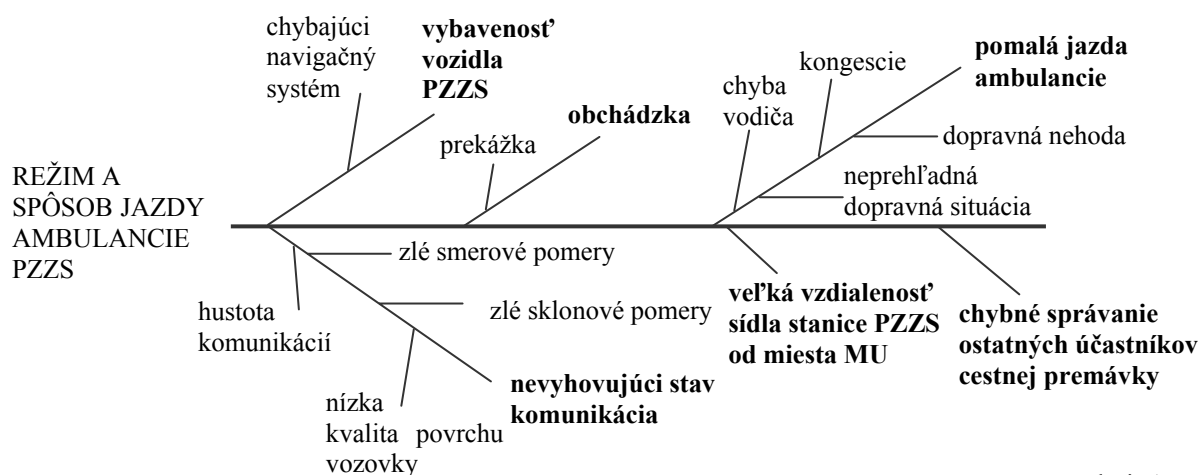 chybajúci
navigačný
systém
vybavenosť
vozidla
PZZS
prekážka
obchádzka
chyba
vodiča
kongescie
pomalá jazda
ambulancie
dopravná nehoda
neprehľadná
dopravná situácia
REŽIM A
SPÔSOB JAZDY
AMBULANCIE
PZZS
zlé smerové pomery
hustota
komunikácií
zlé sklonové pomery
nízka
kvalita povrchu
vozovky
nevyhovujúci stav
komunikácia
veľká vzdialenosť
sídla stanice PZZS
od miesta MU
chybné správanie
ostatných účastníkov
cestnej premávky